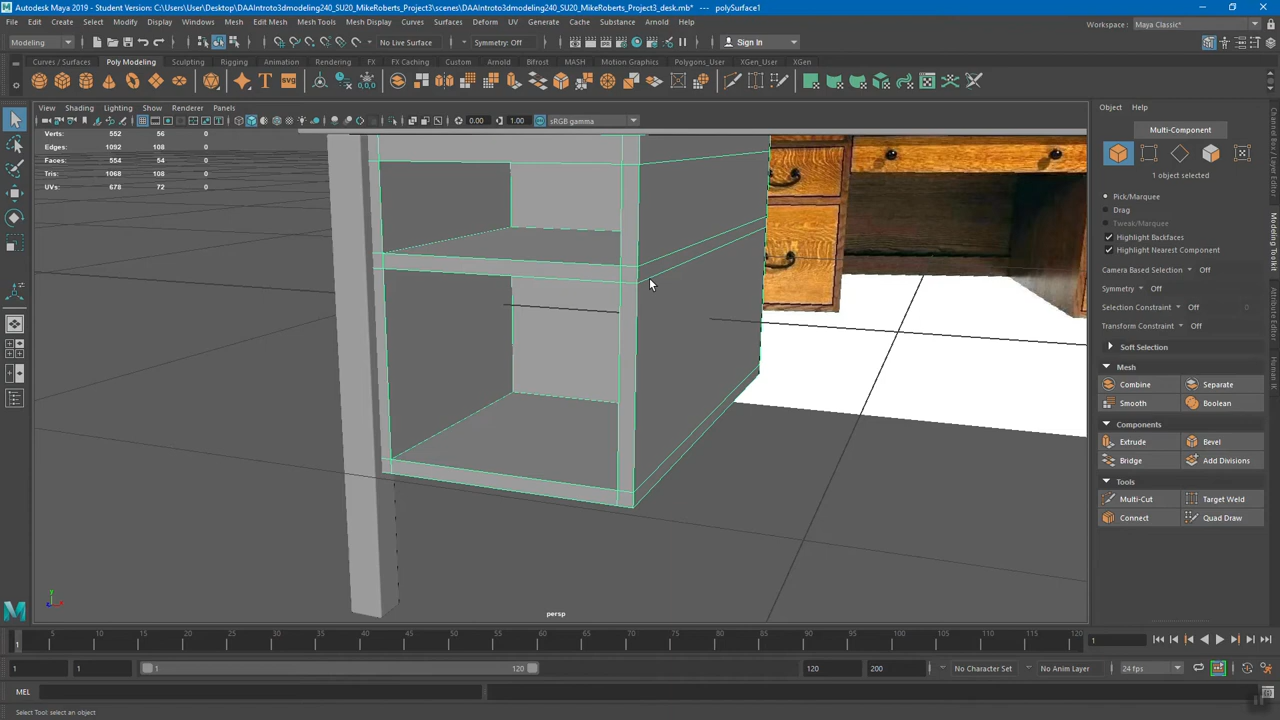 Autodesk Maya 2019 - Student Version: C:\Users\User\Desktop\DAAIntroto3dmodeling240_SU20_MikeRoberts_Project3\scenes\DAAIntroto3dmodeling240_SU20_MikeRoberts_Project3_desk.mb* --- polySurface1
File Edit Create Select Modify Display Windows Mesh Edit Mesh Mesh Tools Mesh Display Curves Surfaces Deform UV Generate Cache Substance Arnold Help
Workspace: Maya Classic*
Modeling No Live Surface Symmetry: Off Sign In
Curves / Surfaces Poly Modeling Sculpting Rigging Animation Rendering FX FX Caching Custom Arnold Bifrost MASH Motion Graphics Polygons_User XGen_User XGen
View Shading Lighting Show Renderer Panels
0.00 1.00 sRGB gamma
Verts: 552 56 0
Edges: 1092 108 0
Faces: 554 54 0
Tris: 1068 108 0
UVs: 678 72 0
persp
Object Help
Multi-Component
1 object selected
Pick/Marquee
Drag
Tweak/Marquee
Highlight Backfaces
Highlight Nearest Component
Camera Based Selection Off
Symmetry Off
Selection Constraint Off 0
Transform Constraint Off
Soft Selection
Mesh
Combine Separate
Smooth Boolean
Components
Extrude Bevel
Bridge Add Divisions
Tools
Multi-Cut Target Weld
Connect Quad Draw
Channel Box / Layer Editor
Modeling Toolkit
5 10 15 20 25 30 35 40 45 50 55 60 65 70 75 80 85 90 95 100 105 110 115 120 1
1 1 1 120 120 200 No Character Set No Anim Layer 24 fps
MEL
Select Tool: select an object